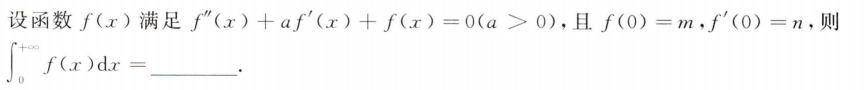 设函数 f(x) 满足 f″(x) + af′(x) + f(x) = 0(a > 0),且 f(0) = m,f′(0) = n,则
∫₀^{+∞} f(x)dx = ________.